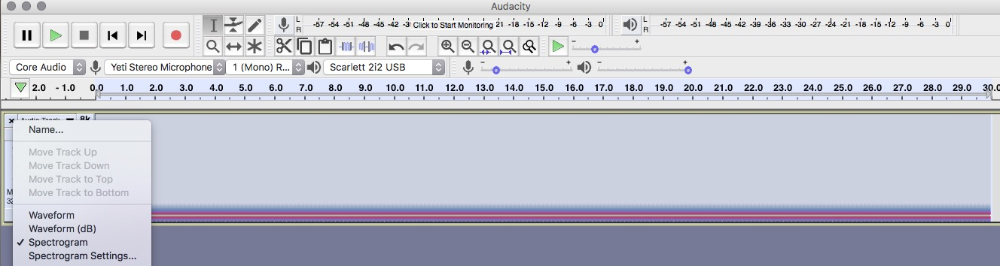 Audacity
L
R
-57 -54 -51 -48 -45 -42 -3 Click to Start Monitoring 21 -18 -15 -12 -9 -6 -3 0
L
R
-57 -54 -51 -48 -45 -42 -39 -36 -33 -30 -27 -24 -21 -18 -15 -12 -9 -6 -3 0
- +
Core Audio
Yeti Stereo Microphone
1 (Mono) R...
Scarlett 2i2 USB
- +
- +
2.0 - 1.0 0.0 1.0 2.0 3.0 4.0 5.0 6.0 7.0 8.0 9.0 10.0 11.0 12.0 13.0 14.0 15.0 16.0 17.0 18.0 19.0 20.0 21.0 22.0 23.0 24.0 25.0 26.0 27.0 28.0 29.0 30.0
x Audio Track 8k
Name...
Move Track Up
Move Track Down
Move Track to Top
Move Track to Bottom
M
32
Waveform
Waveform (dB)
✓ Spectrogram
Spectrogram Settings...